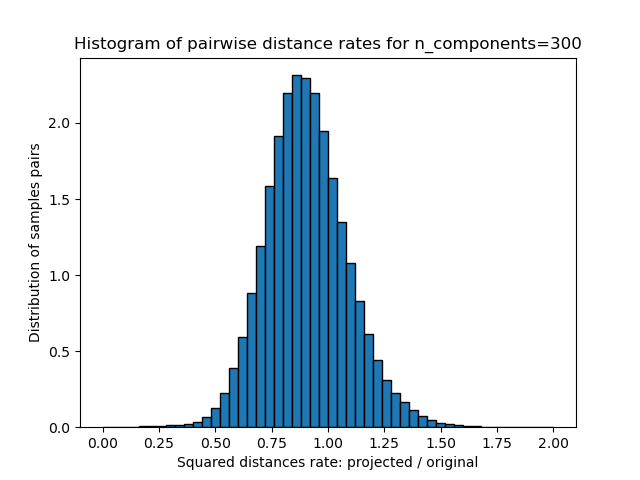 Histogram of pairwise distance rates for n_components=300
Distribution of samples pairs
2.0
1.5
1.0
0.5
0.0
0.00 0.25 0.50 0.75 1.00 1.25 1.50 1.75 2.00
Squared distances rate: projected / original